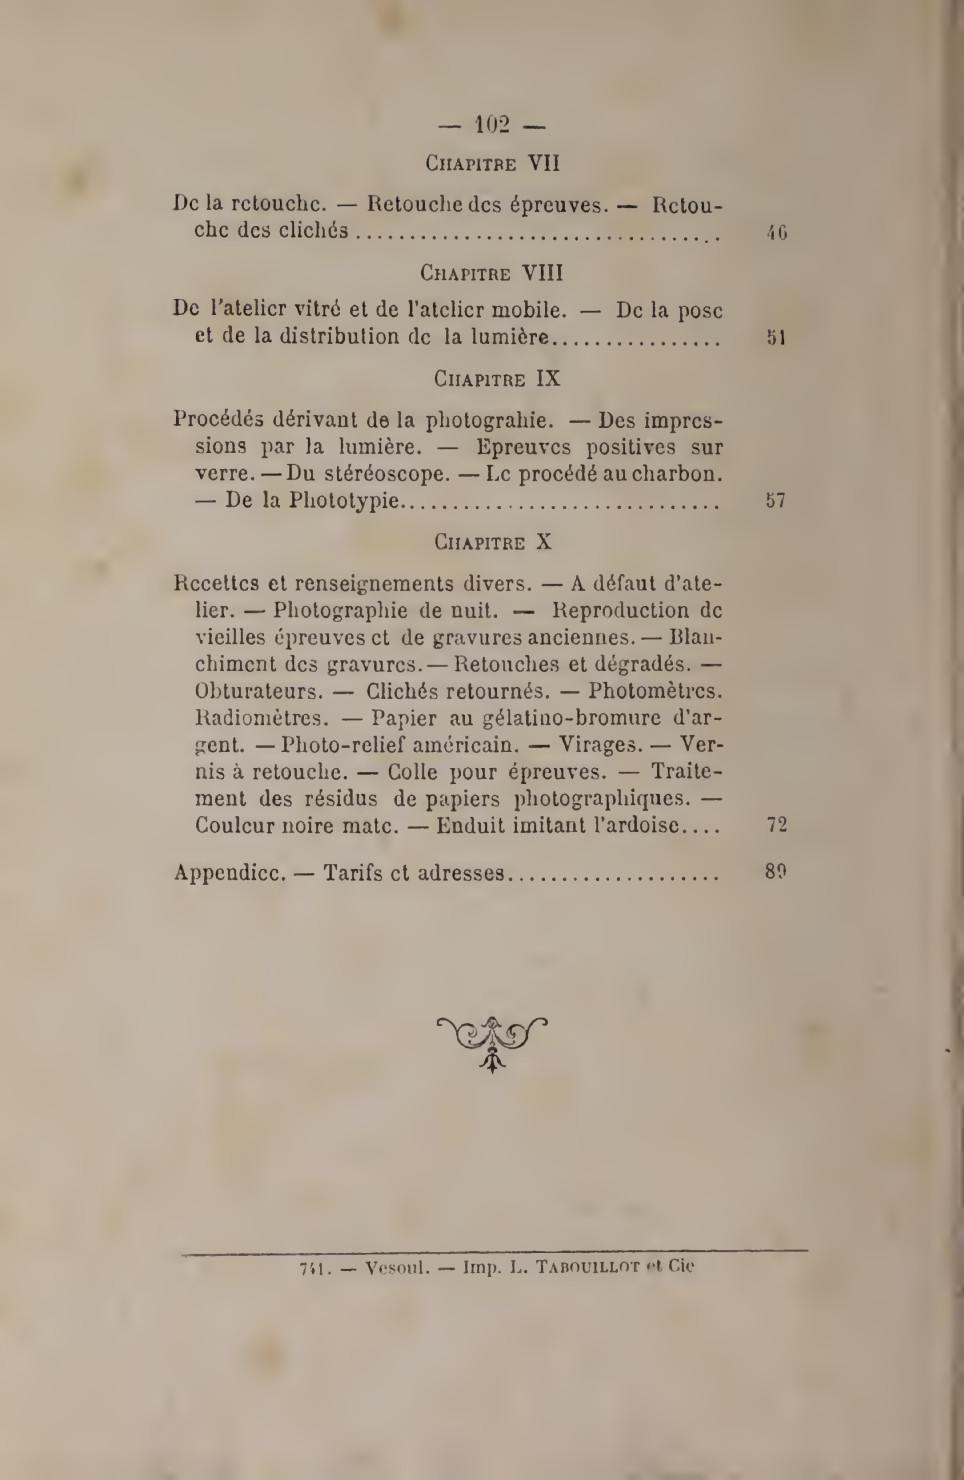 — 102 —
CHAPITRE VII
De la retouche. — Retouche des épreuves. — Retou-
che des clichés .................................. 46
CHAPITRE VIII
De l'atelier vitré et de l'atelier mobile. — De la pose
et de la distribution de la lumière................ 51
CHAPITRE IX
Procédés dérivant de la photograhie. — Des impres-
sions par la lumière. — Epreuves positives sur
verre. — Du stéréoscope. — Le procédé au charbon.
— De la Phototypie.............................. 57
CHAPITRE X
Recettes et renseignements divers. — A défaut d'ate-
lier. — Photographie de nuit. — Reproduction de
vieilles épreuves et de gravures anciennes. — Blan-
chiment des gravures. — Retouches et dégradés. —
Obturateurs. — Clichés retournés. — Photomètres.
Radiomètres. — Papier au gélatino-bromure d'ar-
gent. — Photo-relief américain. — Virages. — Ver-
nis à retouche. — Colle pour épreuves. — Traite-
ment des résidus de papiers photographiques. —
Couleur noire mate. — Enduit imitant l'ardoise.... 72
Appendice. — Tarifs et adresses.................... 89
741. — Vesoul. — Imp. L. TABOUILLOT et Cie